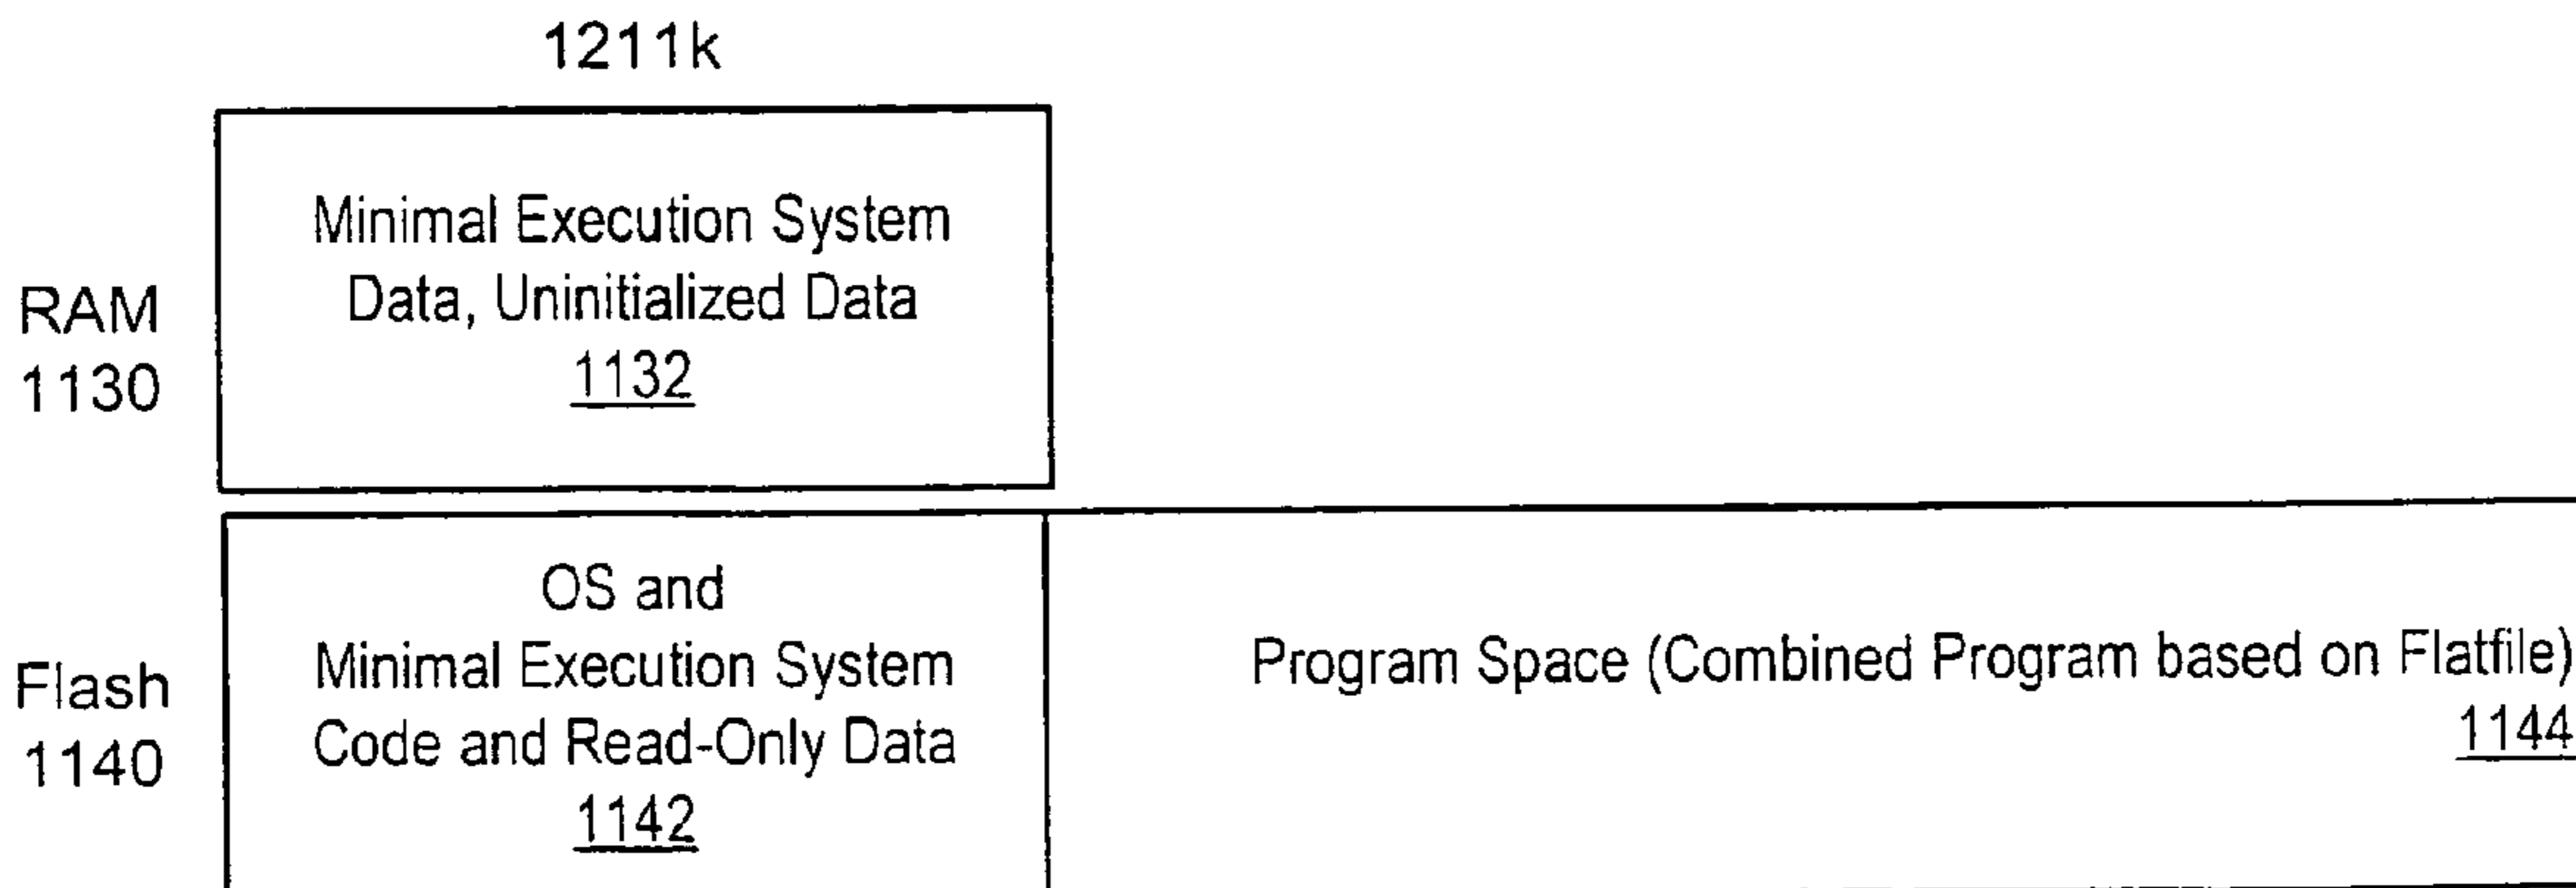 1211k
RAM
1130
Minimal Execution System
Data, Uninitialized Data
1132
Flash
1140
OS and
Minimal Execution System
Code and Read-Only Data
1142
Program Space (Combined Program based on Flatfile)
1144